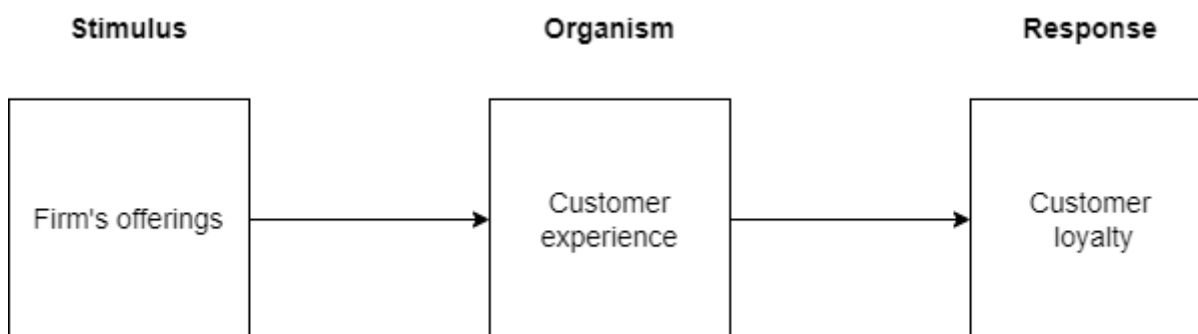 Stimulus
Organism
Response
Firm's offerings
Customer
experience
Customer
loyalty